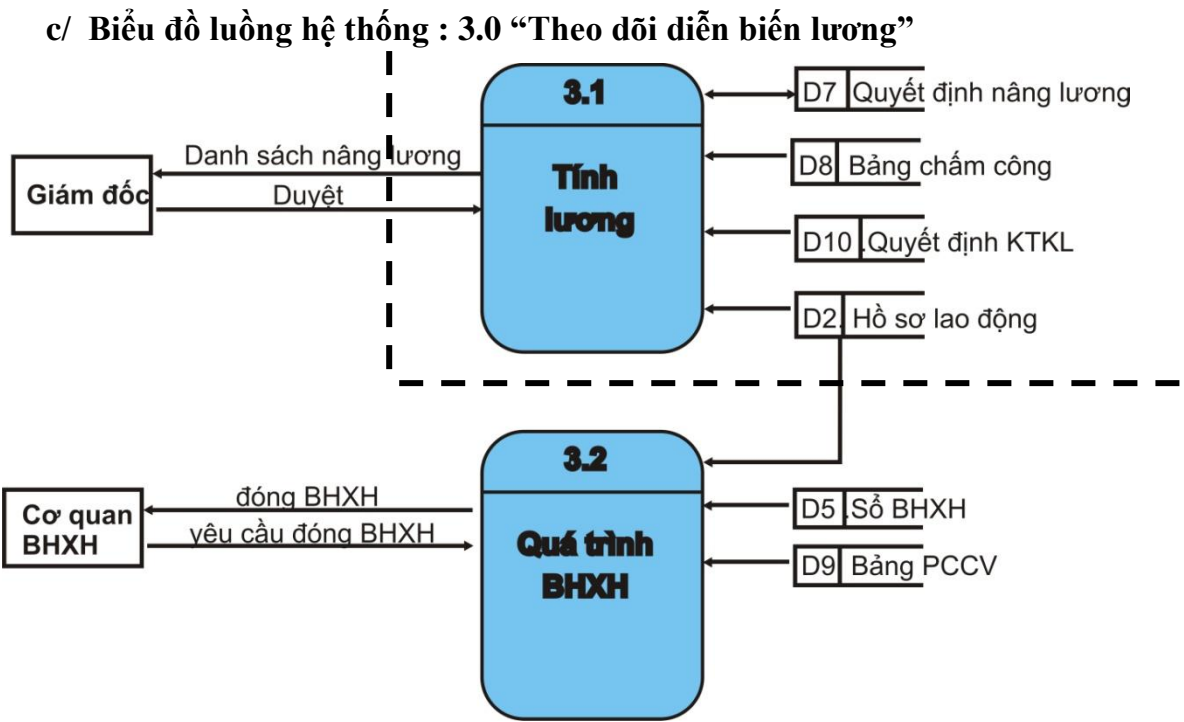 c/ Biểu đồ luồng hệ thống : 3.0 “Theo dõi diễn biến lương”
3.1
Tính
lương
Giám đốc
Danh sách nâng lương
Duyệt
D7 Quyết định nâng lương
D8 Bảng chấm công
D10 .Quyết định KTKL
D2. Hồ sơ lao động
3.2
Quá trình
BHXH
Cơ quan
BHXH
đóng BHXH
yêu cầu đóng BHXH
D5 .Sổ BHXH
D9 Bảng PCCV